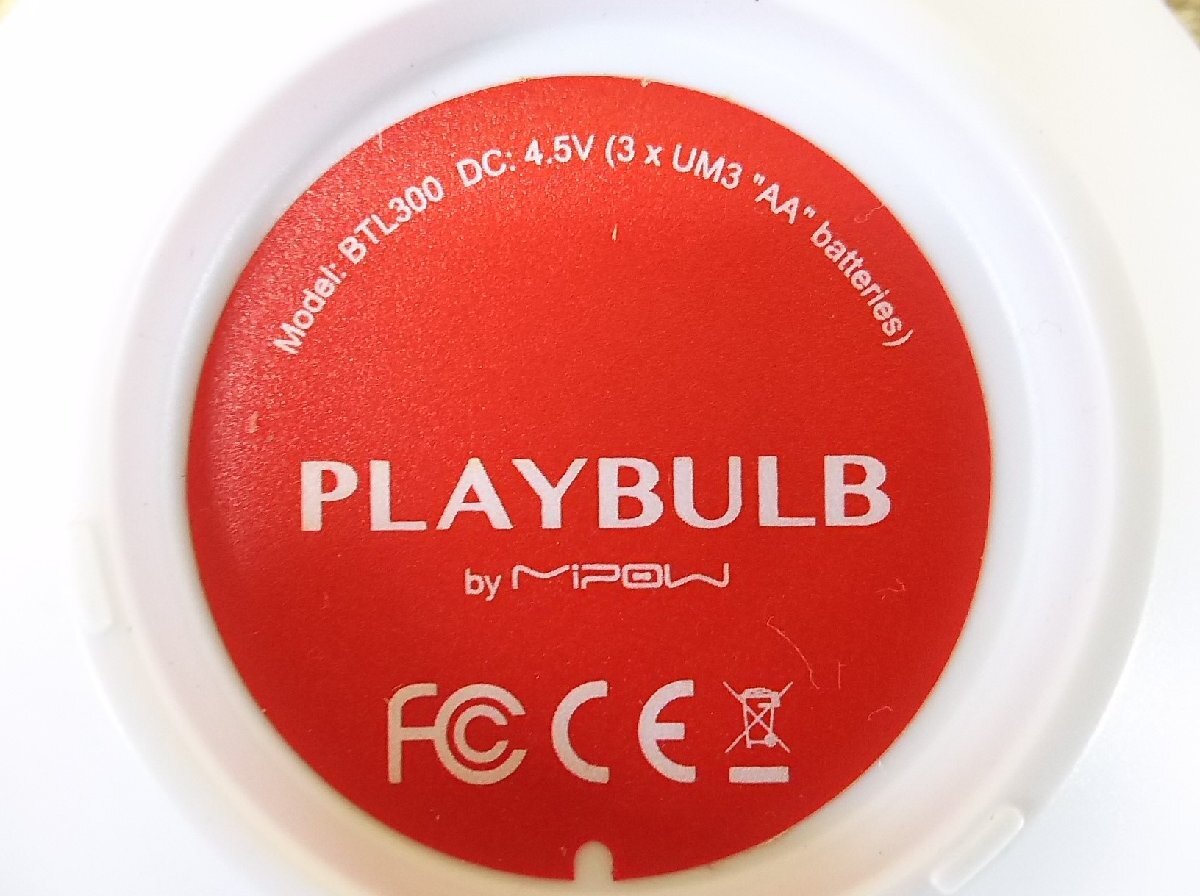 Model: BTL300 DC: 4.5V (3 x UM3 "AA" batteries)
PLAYBULB
by MIPOW
FC CE